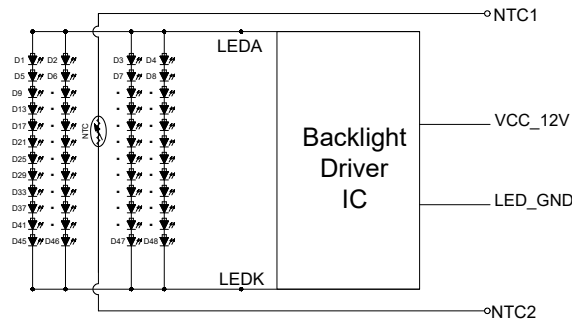 NTC1
LEDA
D1 D2 D3 D4
D5 D6 D7 D8
D9
D13
D17
NTC
D21
D25
D29
D33
D37
D41
D45 D46 D47 D48
Backlight
Driver
IC
VCC_12V
LED_GND
LEDK
NTC2